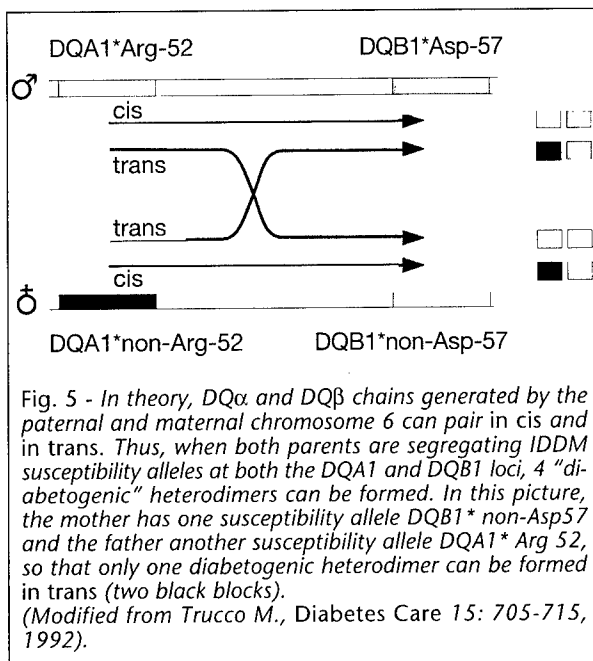 DQA1*Arg-52 DQB1*Asp-57
♂
cis
trans
trans
cis
♀
DQA1*non-Arg-52 DQB1*non-Asp-57
Fig. 5 - In theory, DQα and DQβ chains generated by the
paternal and maternal chromosome 6 can pair in cis and
in trans. Thus, when both parents are segregating IDDM
susceptibility alleles at both the DQA1 and DQB1 loci, 4 "di-
abetogenic" heterodimers can be formed. In this picture,
the mother has one susceptibility allele DQB1* non-Asp57
and the father another susceptibility allele DQA1* Arg 52,
so that only one diabetogenic heterodimer can be formed
in trans (two black blocks).
(Modified from Trucco M., Diabetes Care 15: 705-715,
1992).